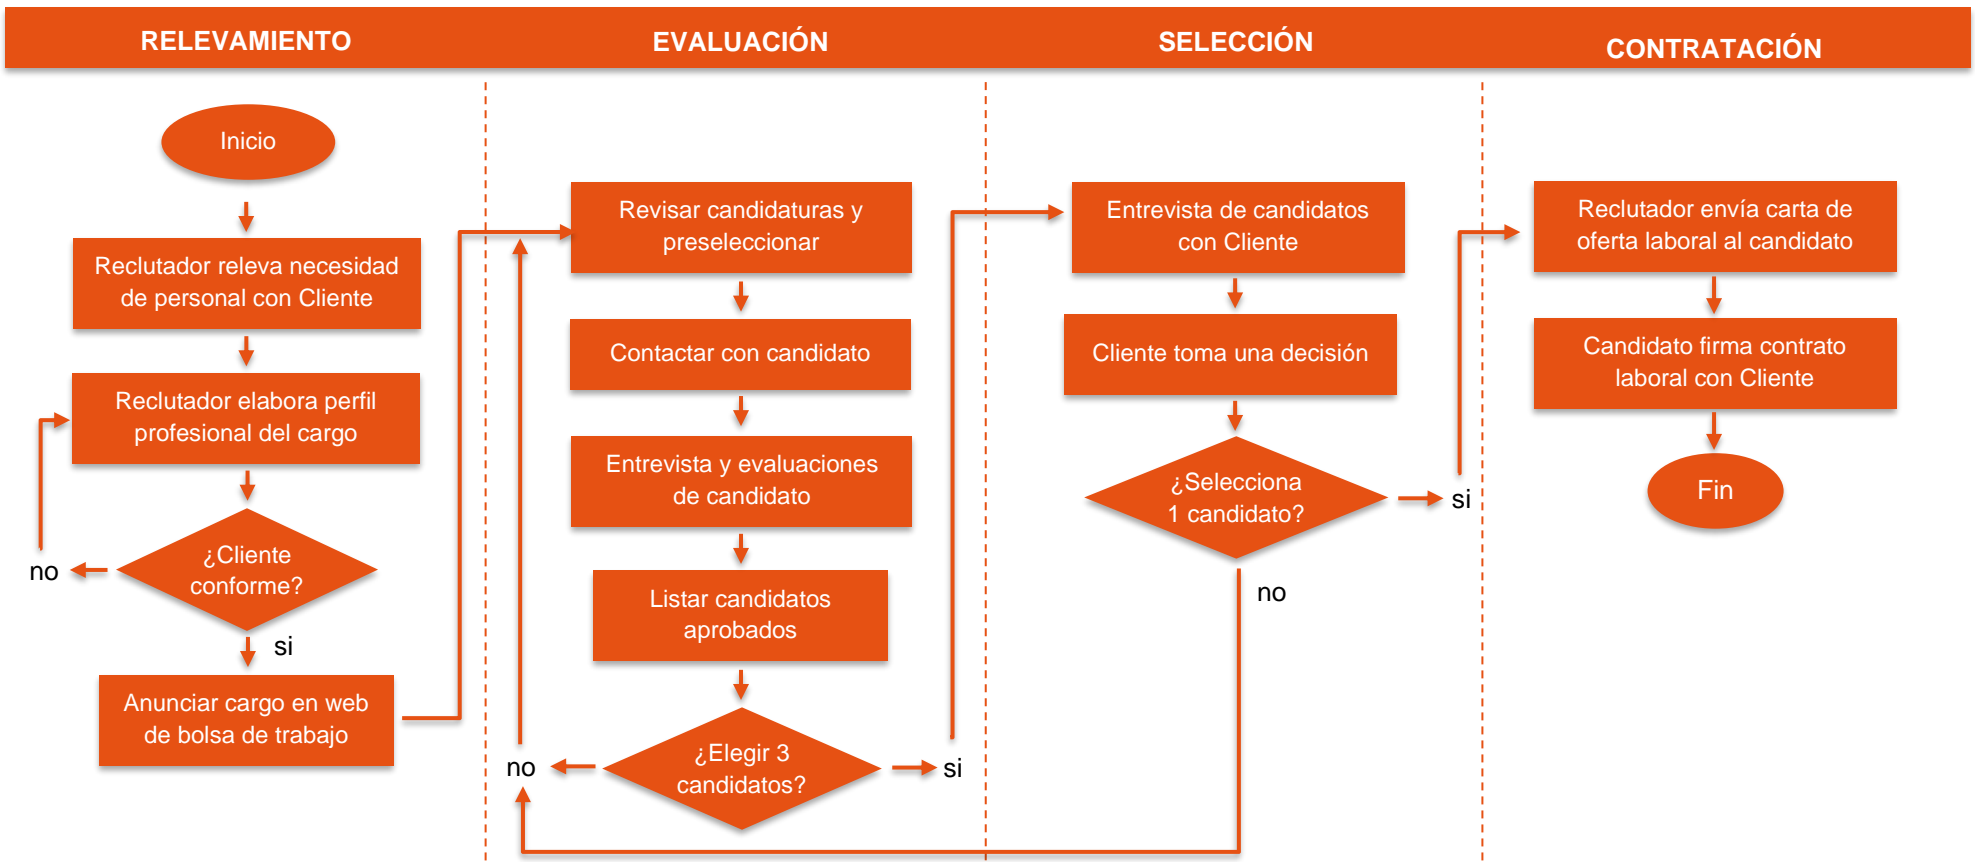 RELEVAMIENTO
EVALUACIÓN
SELECCIÓN
CONTRATACIÓN
Inicio
Reclutador releva necesidad
de personal con Cliente
Reclutador elabora perfil
profesional del cargo
¿Cliente
conforme?
no
si
Anunciar cargo en web
de bolsa de trabajo
Revisar candidaturas y
preseleccionar
Contactar con candidato
Entrevista y evaluaciones
de candidato
Listar candidatos
aprobados
¿Elegir 3
candidatos?
no
si
Entrevista de candidatos
con Cliente
Cliente toma una decisión
¿Selecciona
1 candidato?
si
no
Reclutador envía carta de
oferta laboral al candidato
Candidato firma contrato
laboral con Cliente
Fin